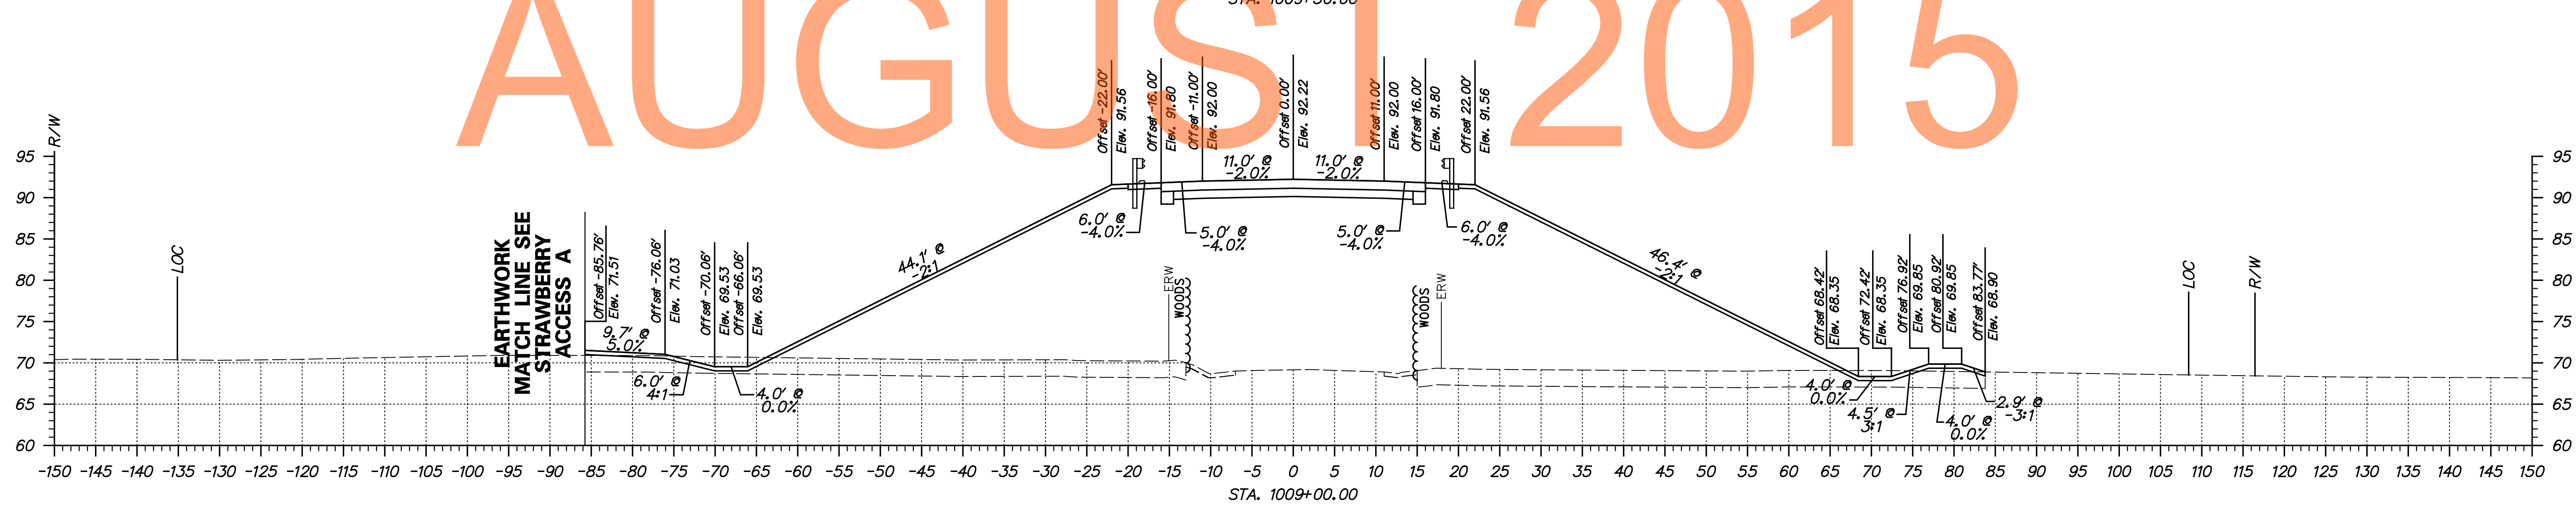 STA. 1009+50.00
AUGUST 2015
R/W
LOC
EARTHWORK
MATCH LINE SEE
STRAWBERRY
ACCESS A
Offset -85.76'
Elev. 71.51
Offset -76.06'
Elev. 71.03
Offset -70.06'
Elev. 69.53
Offset -66.06'
Elev. 69.53
9.7' @
5.0%
6.0' @
4:1
4.0' @
0.0%
44.1' @
-2:1
Offset -22.00'
Elev. 91.56
Offset -16.00'
Elev. 91.80
Offset -11.00'
Elev. 92.00
Offset 0.00'
Elev. 92.22
Offset 11.00'
Elev. 92.00
Offset 16.00'
Elev. 91.80
Offset 22.00'
Elev. 91.56
11.0' @
-2.0%
11.0' @
-2.0%
6.0' @
-4.0%
5.0' @
-4.0%
5.0' @
-4.0%
6.0' @
-4.0%
ERW
WOODS
WOODS
ERW
46.4' @
-2:1
Offset 68.42'
Elev. 68.35
Offset 72.42'
Elev. 68.35
Offset 76.92'
Elev. 69.85
Offset 80.92'
Elev. 69.85
Offset 83.77'
Elev. 68.90
4.0' @
0.0%
4.5' @
3:1
4.0' @
0.0%
2.9' @
-3:1
LOC
R/W
95
90
85
80
75
70
65
60
95
90
85
80
75
70
65
60
-150 -145 -140 -135 -130 -125 -120 -115 -110 -105 -100 -95 -90 -85 -80 -75 -70 -65 -60 -55 -50 -45 -40 -35 -30 -25 -20 -15 -10 -5 0 5 10 15 20 25 30 35 40 45 50 55 60 65 70 75 80 85 90 95 100 105 110 115 120 125 130 135 140 145 150
STA. 1009+00.00